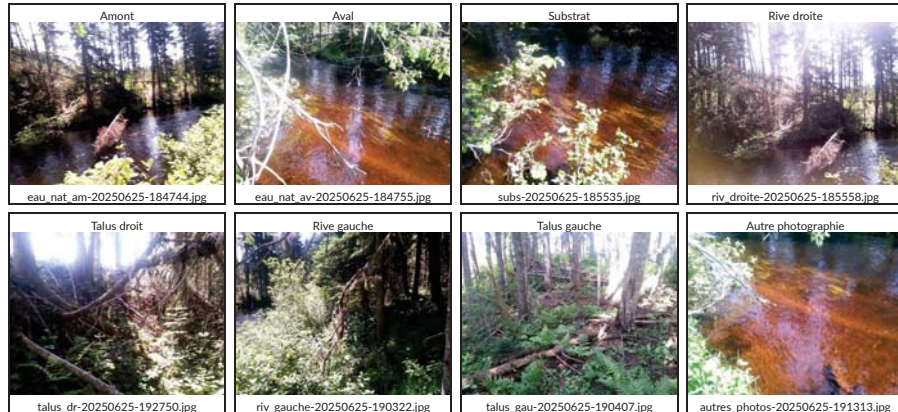 Amont
Aval
Substrat
Rive droite
eau_nat_am-20250625-184744.jpg
eau_nat_av-20250625-184755.jpg
subs-20250625-185535.jpg
riv_droite-20250625-185558.jpg
Talus droit
Rive gauche
Talus gauche
Autre photographie
talus_dr-20250625-192750.jpg
riv_gauche-20250625-190322.jpg
talus_gau-20250625-190407.jpg
autres_photos-20250625-191313.jpg